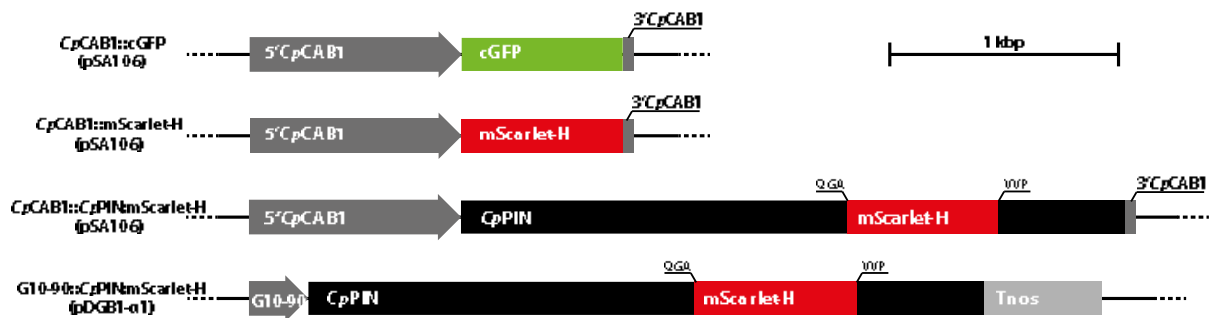 3'CpCAB1
CpCAB1::cGFP
(pSA106)
5'CpCAB1
cGFP
1 kbp
3'CpCAB1
CpCAB1::mScarlet-H
(pSA106)
5'CpCAB1
mScarlet-H
QGA
VVP
3'CpCAB1
CpCAB1::CpPIN:mScarlet-H
(pSA106)
5'CpCAB1
CpPIN
mScarlet-H
QGA
VVP
G10-90::CpPIN:mScarlet-H
(pDGB1-α1)
G10-90
CpPIN
mScarlet-H
Tnos